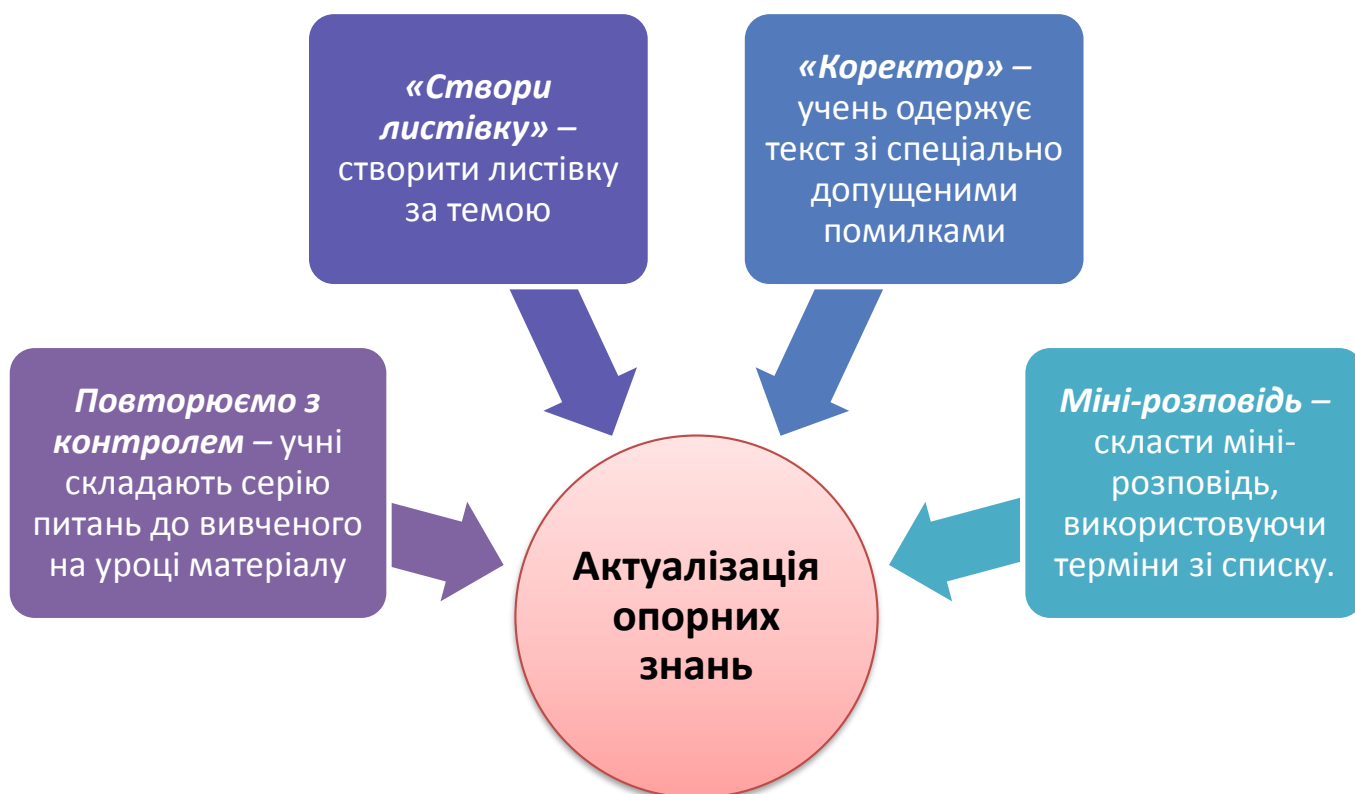 «Створи
листівку» –
створити листівку
за темою
«Коректор» –
учень одержує
текст зі спеціально
допущеними
помилками
Повторюємо з
контролем – учні
складають серію
питань до вивченого
на уроці матеріалу
Міні-розповідь –
скласти міні-
розповідь,
використовуючи
терміни зі списку.
Актуалізація
опорних
знань